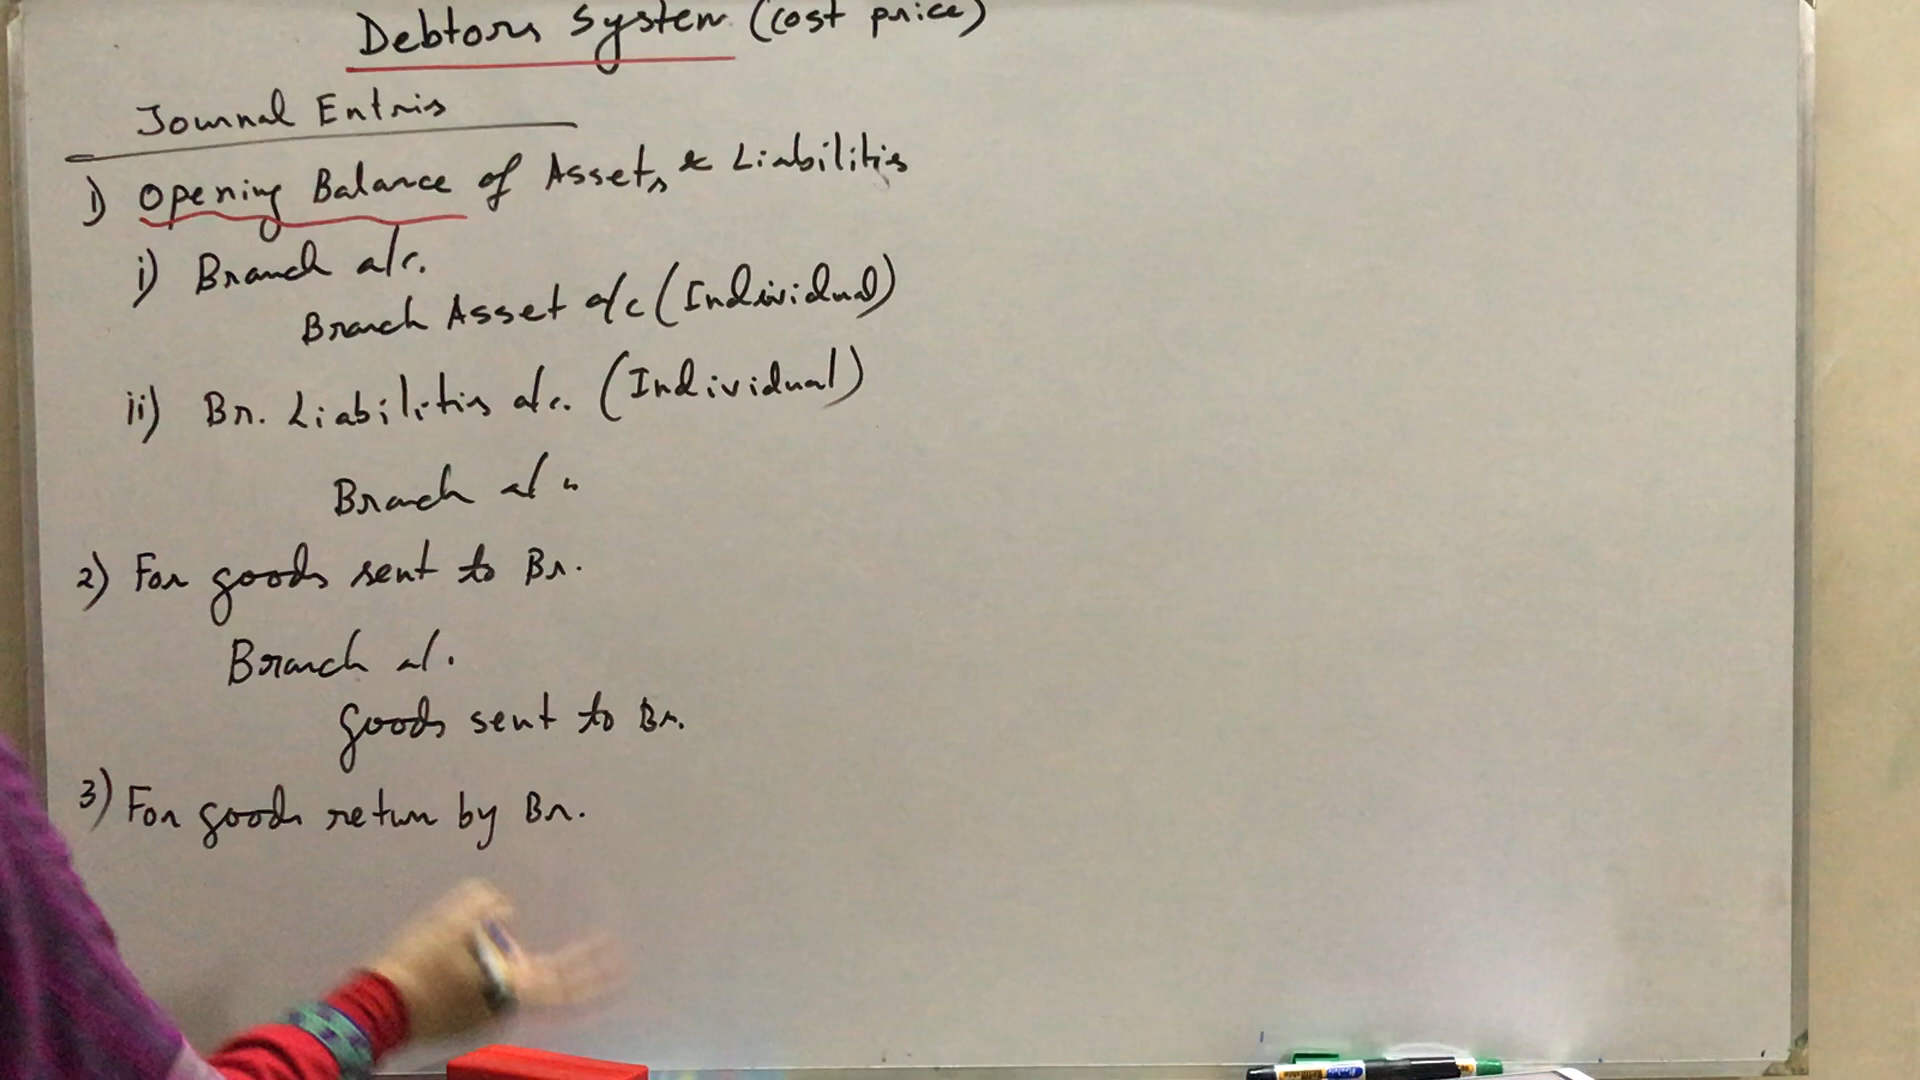 Debtors System (cost price)
Journal Entries
1) Opening Balance of Assets & Liabilities
i) Branch a/c.
Branch Asset a/c (Individual)
ii) Br. Liabilities a/c. (Individual)
Branch a/c
2) For goods sent to Br.
Branch a/.
goods sent to Br.
3) For goods return by Br.